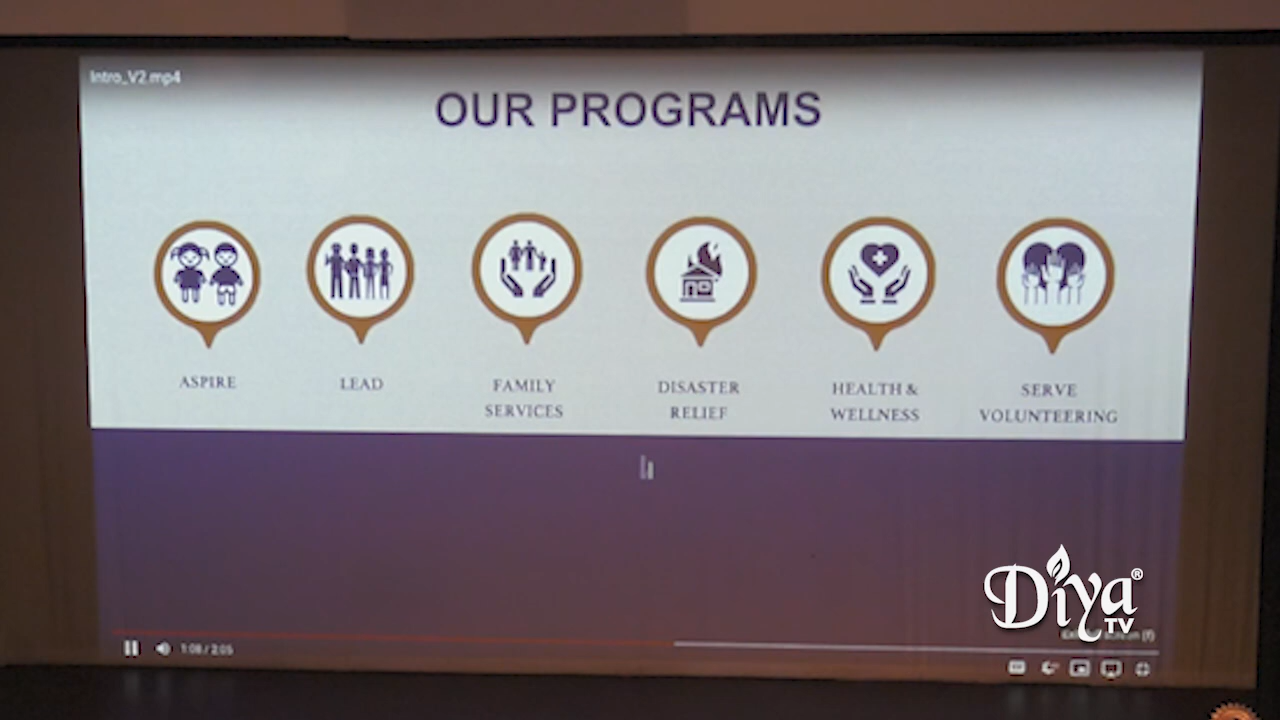 Intro_V2.mp4
OUR PROGRAMS
ASPIRE
LEAD
FAMILY
SERVICES
DISASTER
RELIEF
HEALTH &
WELLNESS
SERVE
VOLUNTEERING
Diya®
TV
1:08 / 2:05